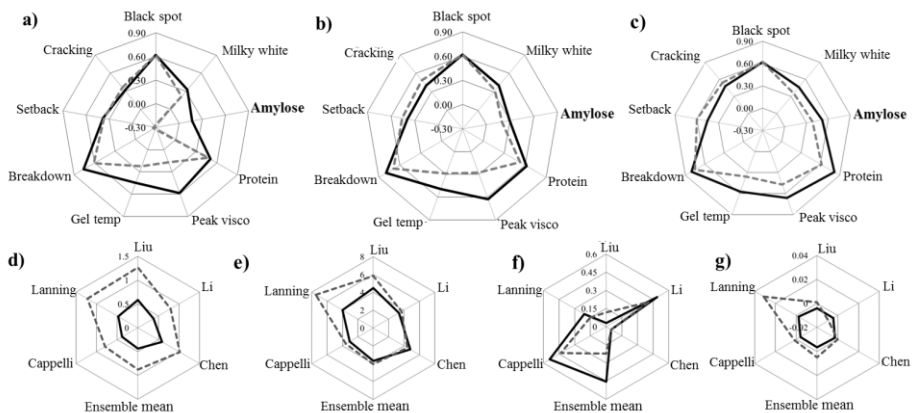 a)
Black spot
0.90
0.60
0.30
0.00
-0.30
Milky white
Amylose
Protein
Peak visco
Gel temp
Breakdown
Setback
Cracking
b)
Black spot
0.90
0.60
0.30
0.00
-0.30
Milky white
Amylose
Protein
Peak visco
Gel temp
Breakdown
Setback
Cracking
c)
Black spot
0.90
0.60
0.30
0.00
-0.30
Milky white
Amylose
Protein
Peak visco
Gel temp
Breakdown
Setback
Cracking
d)
Liu
1.5
1
0.5
0
Li
Chen
Ensemble mean
Cappelli
Lanning
e)
Liu
8
6
4
2
0
Li
Chen
Ensemble mean
Cappelli
Lanning
f)
Liu
0.6
0.45
0.3
0.15
0
Li
Chen
Ensemble mean
Cappelli
Lanning
g)
Liu
0.04
0.02
0
-0.02
Li
Chen
Ensemble mean
Cappelli
Lanning